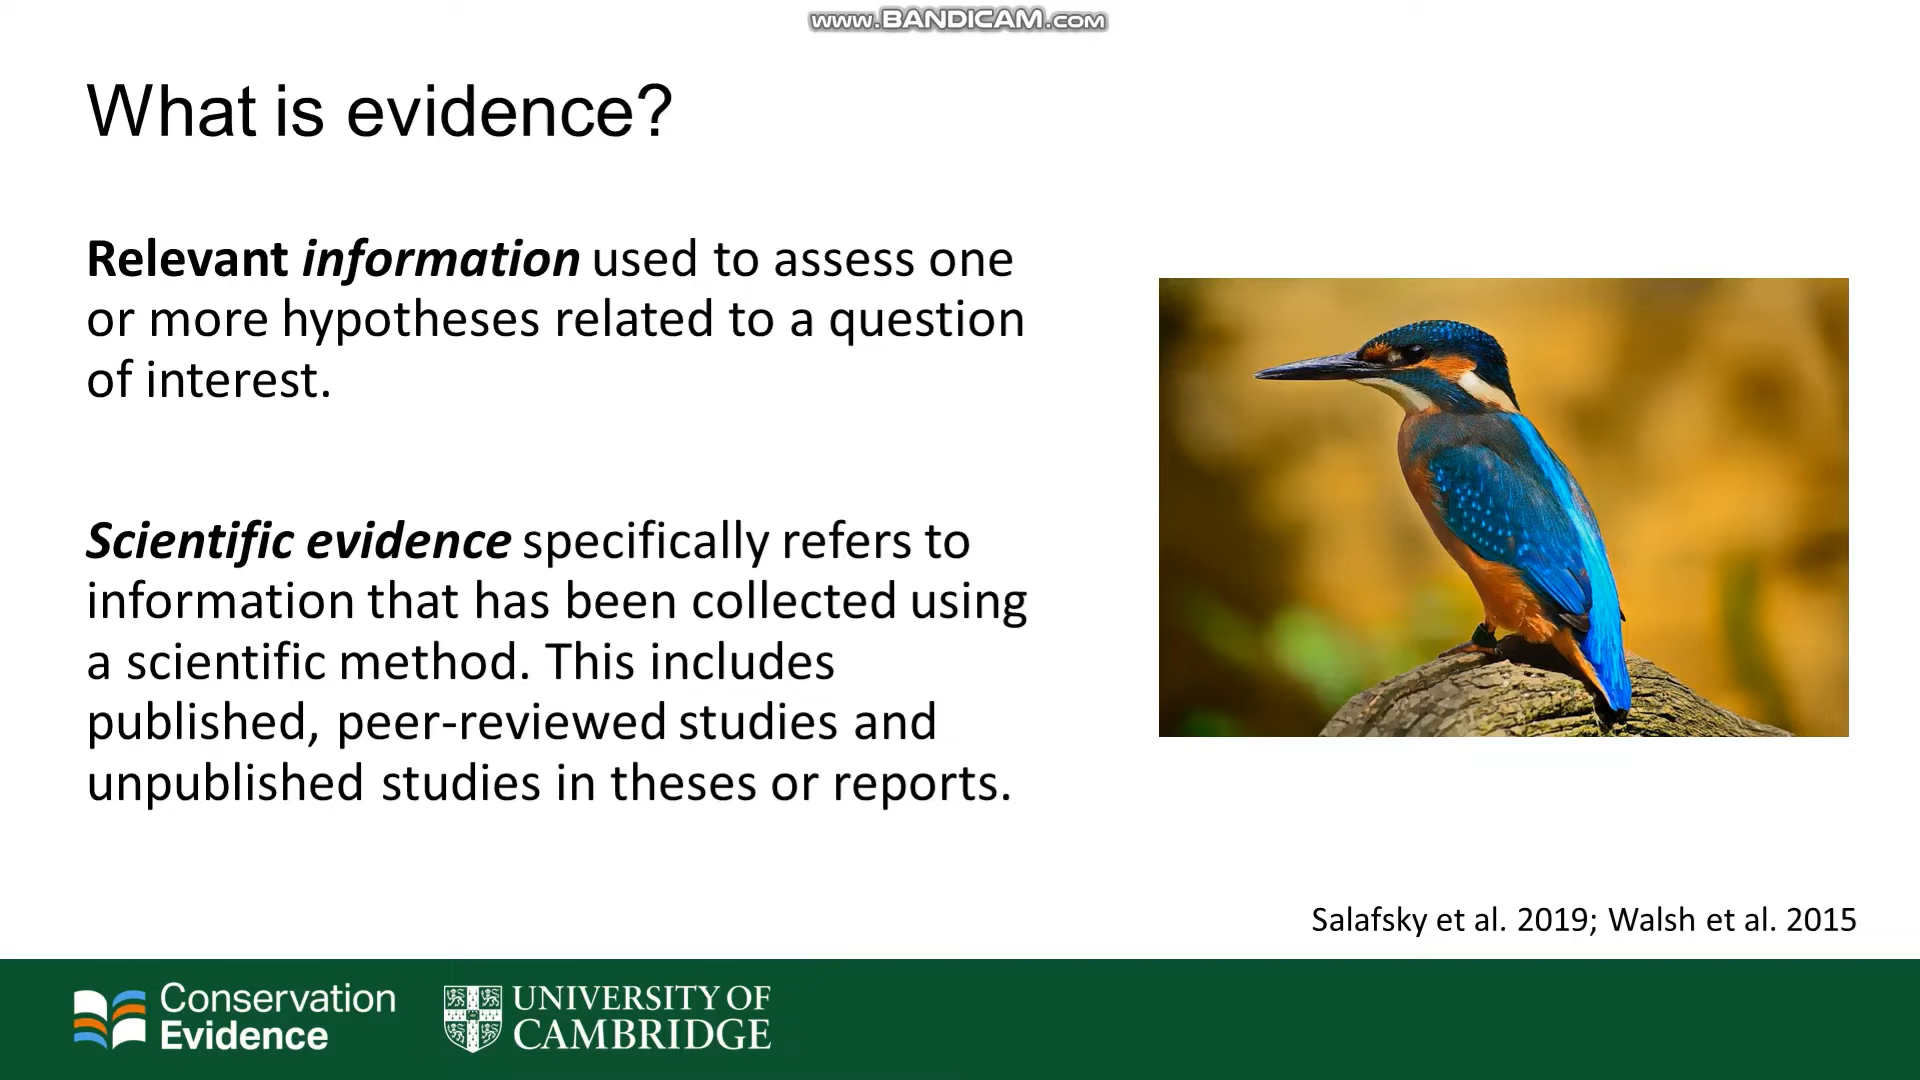 www.BANDICAM.com
What is evidence?
Relevant information used to assess one
or more hypotheses related to a question
of interest.
Scientific evidence specifically refers to
information that has been collected using
a scientific method. This includes
published, peer-reviewed studies and
unpublished studies in theses or reports.
Salafsky et al. 2019; Walsh et al. 2015
Conservation
Evidence
UNIVERSITY OF
CAMBRIDGE